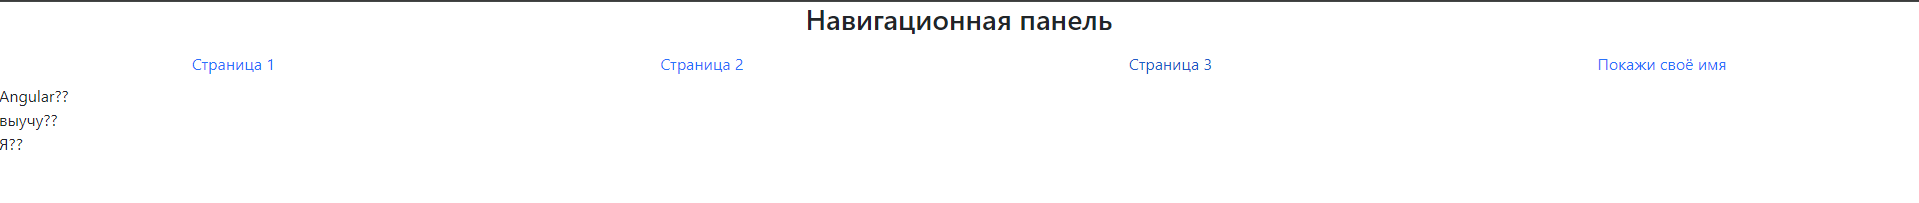 Навигационная панель
Страница 1 Страница 2 Страница 3 Покажи своё имя
Angular??
выучу??
Я??